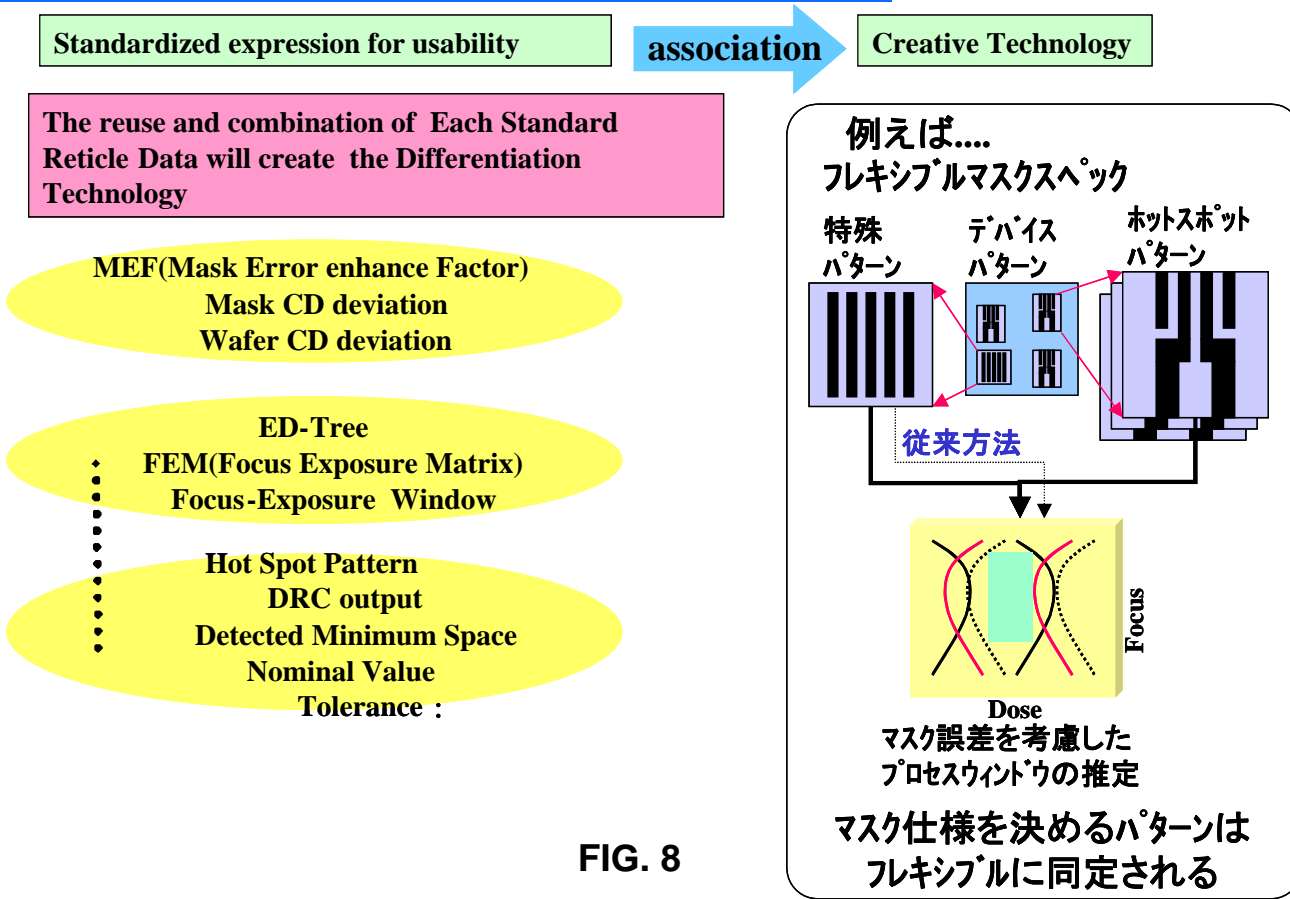 Standardized expression for usability
association
Creative Technology
The reuse and combination of Each Standard
Reticle Data will create the Differentiation
Technology
MEF(Mask Error enhance Factor)
Mask CD deviation
Wafer CD deviation
ED-Tree
FEM(Focus Exposure Matrix)
Focus-Exposure Window
Hot Spot Pattern
DRC output
Detected Minimum Space
Nominal Value
Tolerance :
例えば....
ﾌﾚｷｼﾌﾞﾙﾏｽｸｽﾍﾟｯｸ
特殊
ﾊﾟﾀｰﾝ
ﾃﾞﾊﾞｲｽ
ﾊﾟﾀｰﾝ
ﾎｯﾄｽﾎﾟｯﾄ
ﾊﾟﾀｰﾝ
従来方法
Focus
Dose
ﾏｽｸ誤差を考慮した
ﾌﾟﾛｾｽｳｨﾝﾄﾞｳの推定
ﾏｽｸ仕様を決めるﾊﾟﾀｰﾝは
ﾌﾚｷｼﾌﾞﾙに同定される
FIG. 8